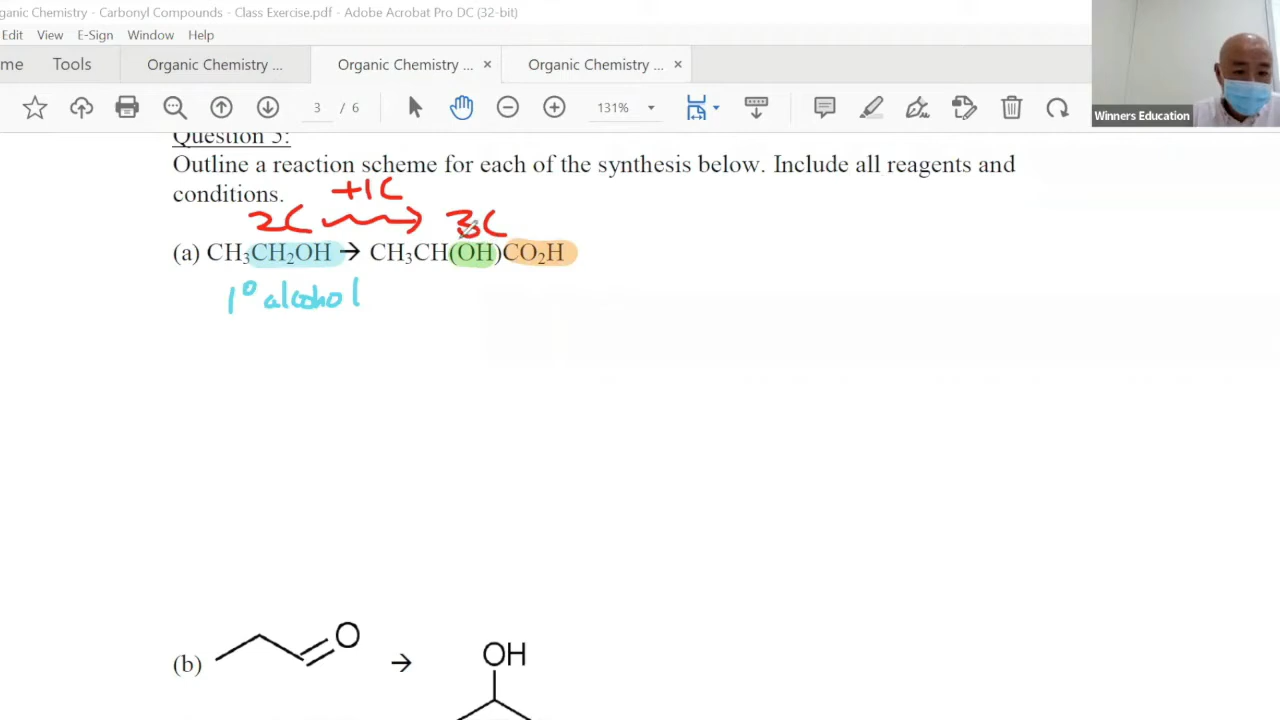 ganic Chemistry - Carbonyl Compounds - Class Exercise.pdf - Adobe Acrobat Pro DC (32-bit)
Edit View E-Sign Window Help
me Tools Organic Chemistry ... Organic Chemistry ... × Organic Chemistry ... ×
3 / 6 131%
Winners Education
Question 5:
Outline a reaction scheme for each of the synthesis below. Include all reagents and
conditions.
+1C
2C 3C
(a) CH₃CH₂OH → CH₃CH(OH)CO₂H
1° alcohol
O
(b) →
OH